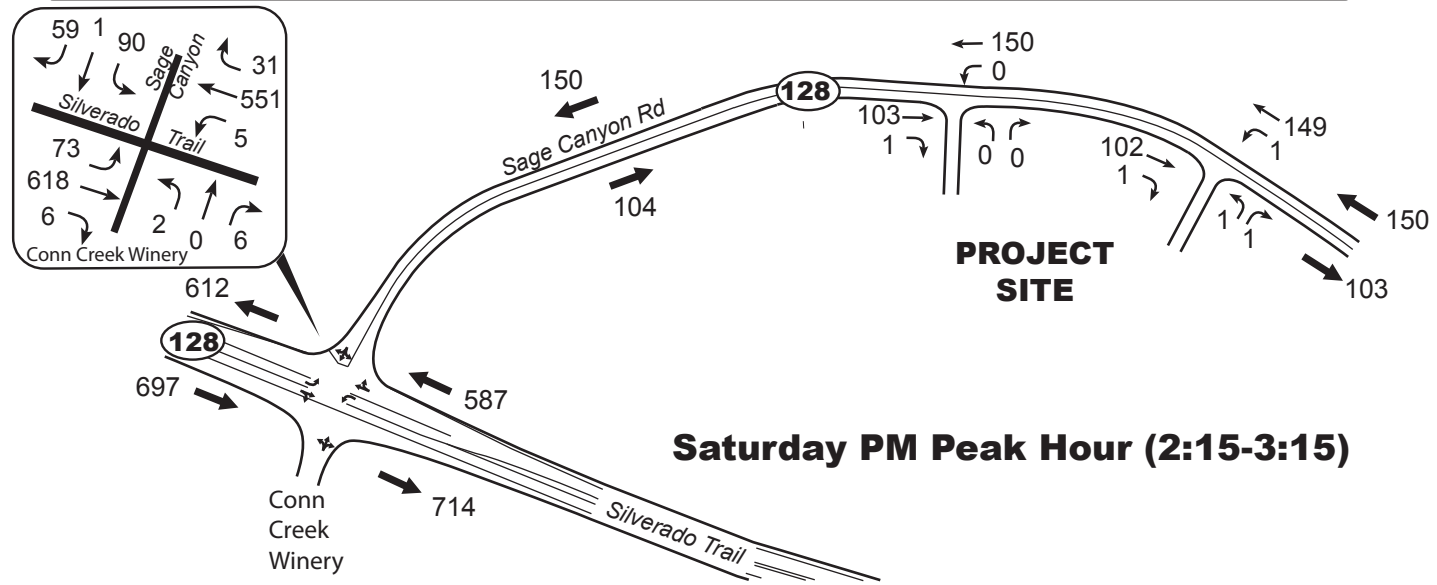 59 1 90
Sage
Canyon
31
551
Silverado
Trail
5
73
618
6
2
0
6
Conn Creek Winery
150
Sage Canyon Rd
104
128
150
0
103
1
0 0
102
1
149
1
1
1
150
103
PROJECT
SITE
612
128
697
587
714
Saturday PM Peak Hour (2:15-3:15)
Conn
Creek
Winery
Silverado Trail